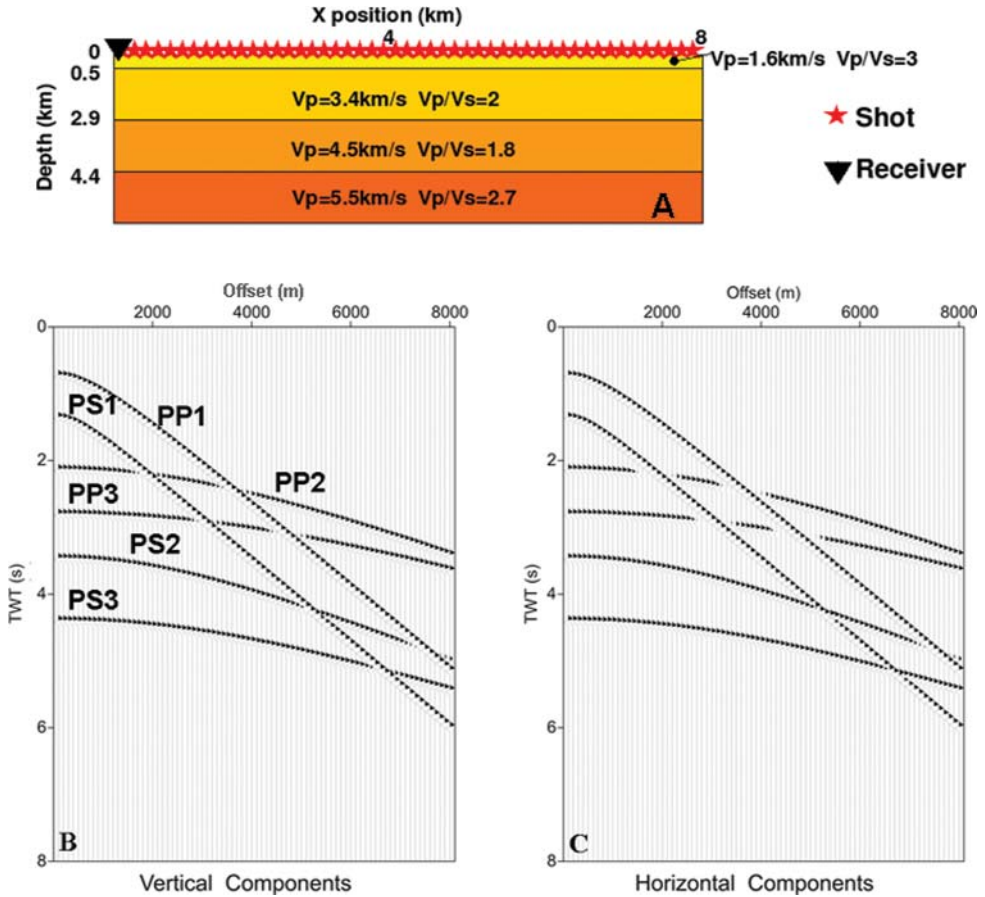 X position (km)
4
8
0
0.5
2.9
4.4
Depth (km)
Vp=1.6km/s Vp/Vs=3
Vp=3.4km/s Vp/Vs=2
Vp=4.5km/s Vp/Vs=1.8
Vp=5.5km/s Vp/Vs=2.7
A
Shot
Receiver
Offset (m)
2000
4000
6000
8000
0
2
4
6
8
TWT (s)
PS1
PP1
PP2
PP3
PS2
PS3
B
Vertical Components
Offset (m)
2000
4000
6000
8000
0
2
4
6
8
TWT (s)
C
Horizontal Components